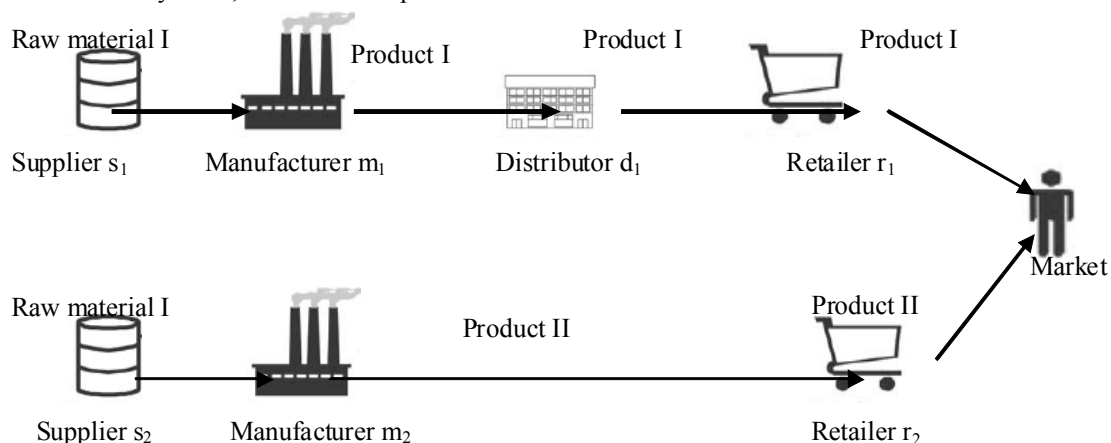 Raw material I
Product I
Product I
Product I
Supplier s1
Manufacturer m1
Distributor d1
Retailer r1
Market
Raw material I
Product II
Product II
Supplier s2
Manufacturer m2
Retailer r2